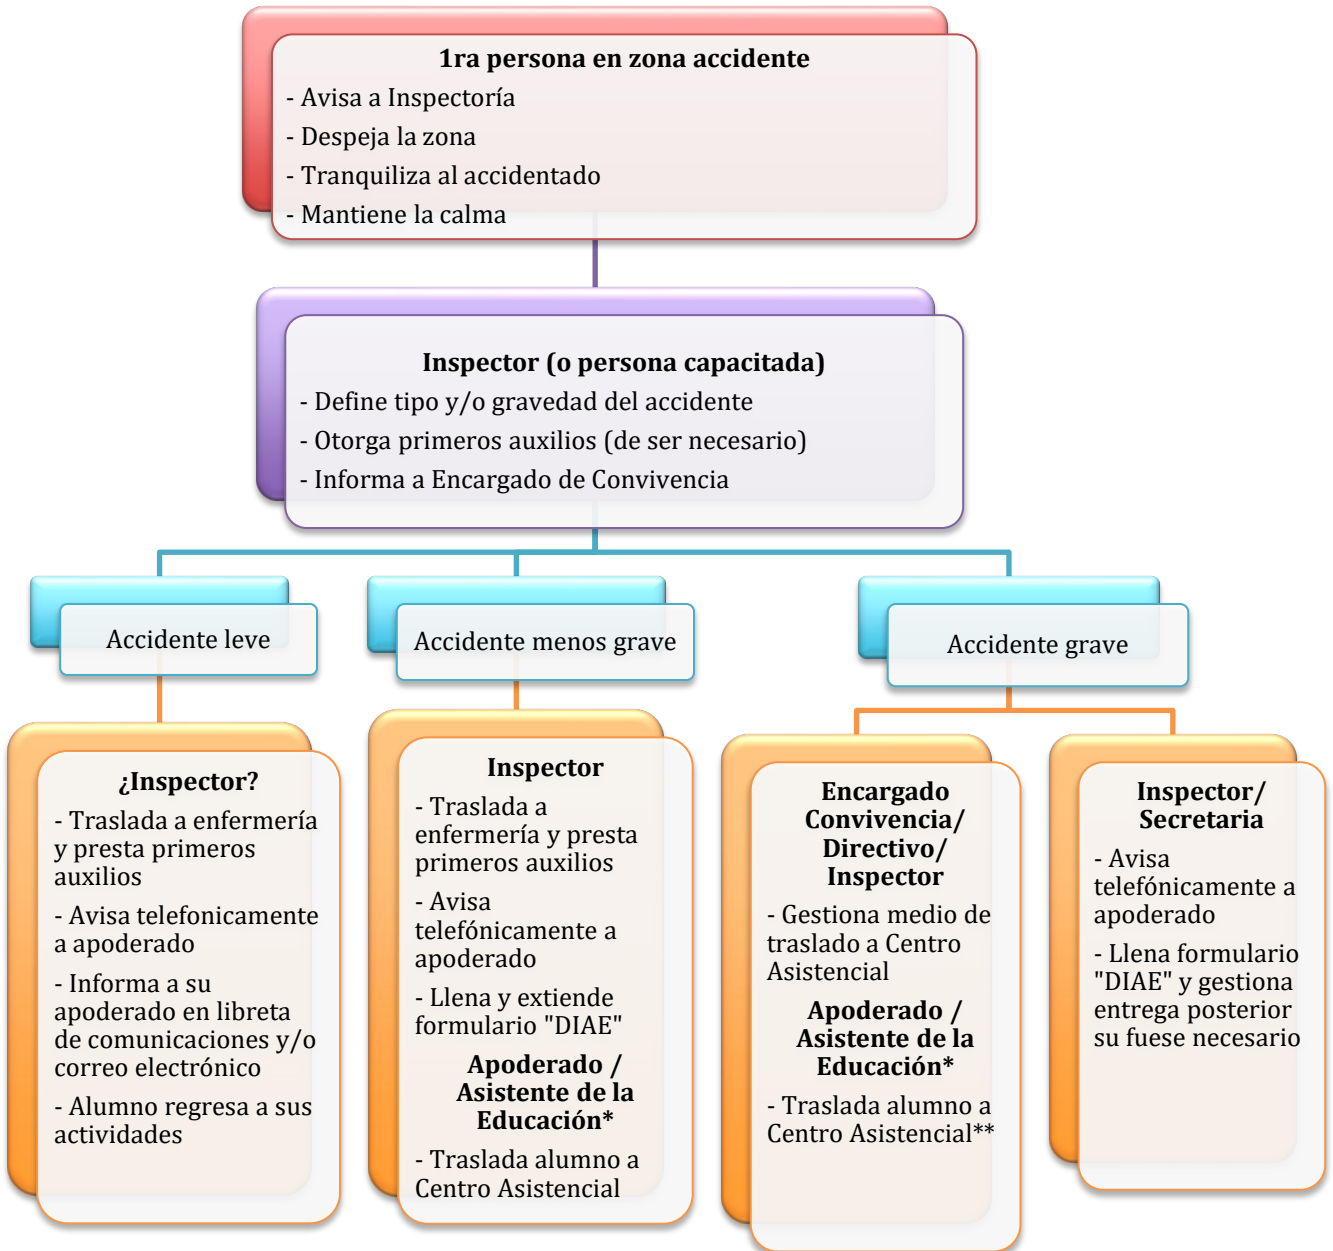 1ra persona en zona accidente
- Avisa a Inspectoría
- Despeja la zona
- Tranquiliza al accidentado
- Mantiene la calma
Inspector (o persona capacitada)
- Define tipo y/o gravedad del accidente
- Otorga primeros auxilios (de ser necesario)
- Informa a Encargado de Convivencia
Accidente leve
Accidente menos grave
Accidente grave
¿Inspector?
- Traslada a enfermería
y presta primeros
auxilios
- Avisa telefonicamente
a apoderado
- Informa a su
apoderado en libreta
de comunicaciones y/o
correo electrónico
- Alumno regresa a sus
actividades
Inspector
- Traslada a
enfermería y presta
primeros auxilios
- Avisa
telefónicamente a
apoderado
- Llena y extiende
formulario "DIAE"
Apoderado /
Asistente de la
Educación*
- Traslada alumno a
Centro Asistencial
Encargado
Convivencia/
Directivo/
Inspector
- Gestiona medio de
traslado a Centro
Asistencial
Apoderado /
Asistente de la
Educación*
- Traslada alumno a
Centro Asistencial**
Inspector/
Secretaria
- Avisa
telefónicamente a
apoderado
- Llena formulario
"DIAE" y gestiona
entrega posterior
su fuese necesario